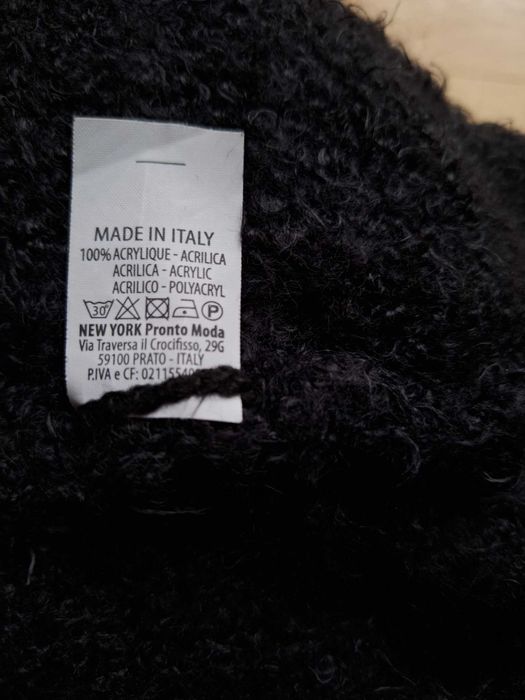 MADE IN ITALY
100% ACRYLIQUE - ACRILICA
ACRILICA - ACRYLIC
ACRILICO - POLYACRYL
30° P
NEW YORK Pronto Moda
Via Traversa il Crocifisso, 29G
59100 PRATO - ITALY
P.IVA e CF: